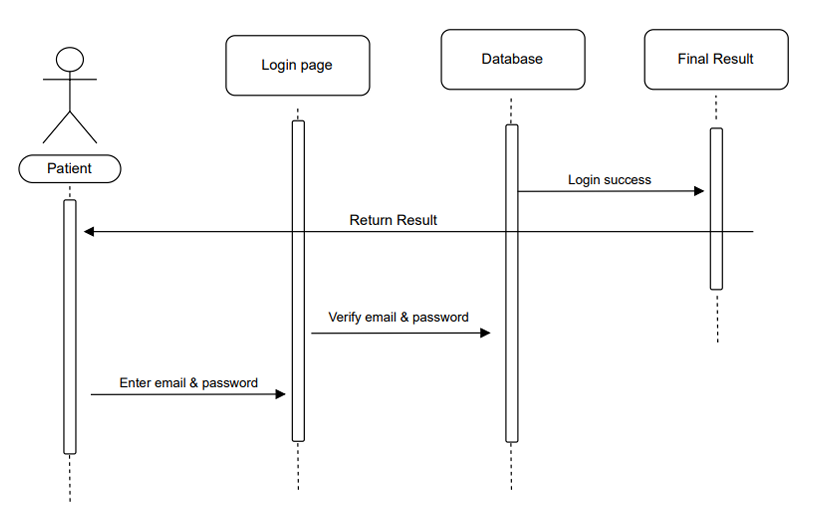 Login page
Database
Final Result
Patient
Login success
Return Result
Verify email & password
Enter email & password